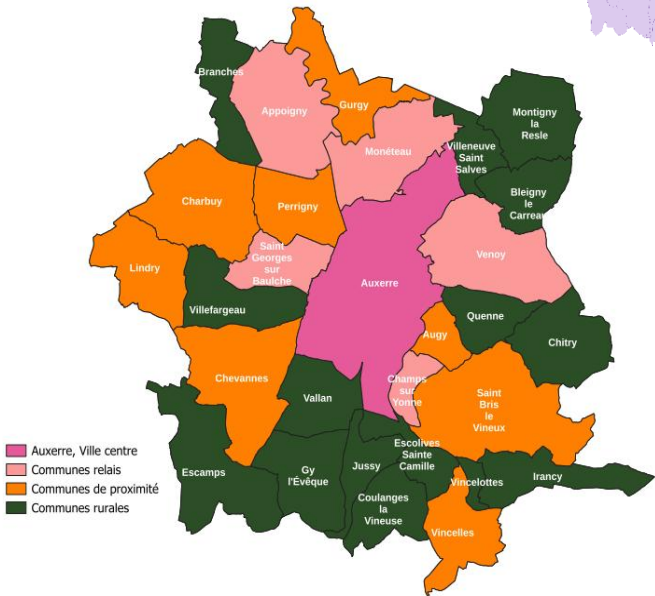 Branches
Appoigny
Gurgy
Montigny
la
Resle
Monéteau
Villeneuve
Saint
Salves
Bleigny
le
Carreau
Charbuy
Perrigny
Saint
Georges
sur
Baulche
Venoy
Lindry
Auxerre
Villefargeau
Quenne
Augy
Chitry
Chevannes
Champs
sur
Yonne
Saint
Bris
le
Vineux
Vallan
Escolives
Sainte
Camille
Escamps
Gy
l'Évêque
Jussy
Vincelottes
Irancy
Coulanges
la
Vineuse
Vincelles
Auxerre, Ville centre
Communes relais
Communes de proximité
Communes rurales